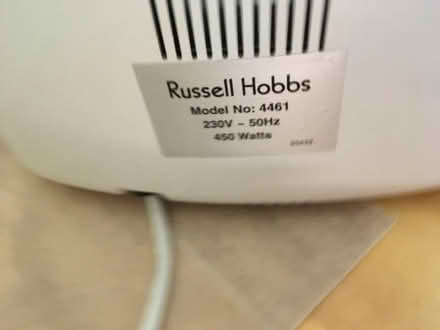 Russell Hobbs
Model No: 4461
230V ~ 50Hz
450 Watts